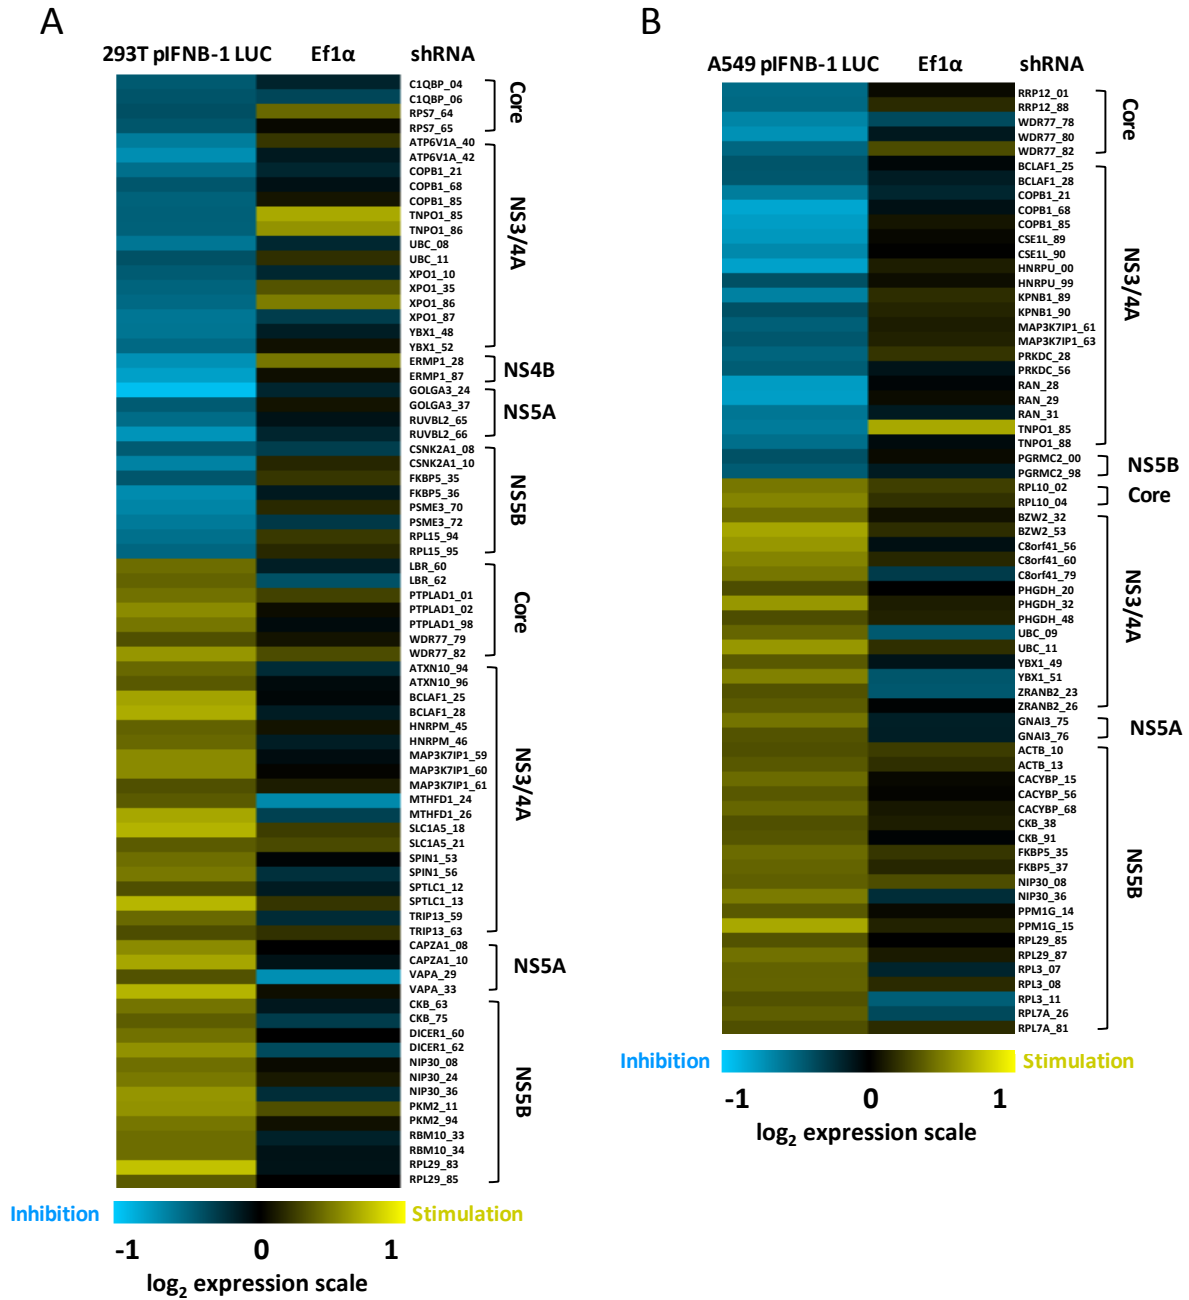 A
293T pIFNB-1 LUC Ef1α shRNA
C1QBP_04
C1QBP_06
RPS7_64
RPS7_65
Core
ATP6V1A_40
ATP6V1A_42
COPB1_21
COPB1_68
COPB1_85
TNPO1_85
TNPO1_86
UBC_08
UBC_11
XPO1_10
XPO1_35
XPO1_86
XPO1_87
YBX1_48
YBX1_52
NS3/4A
ERMP1_28
ERMP1_87
NS4B
GOLGA3_24
GOLGA3_37
RUVBL2_65
RUVBL2_66
NS5A
CSNK2A1_08
CSNK2A1_10
FKBP5_35
FKBP5_36
PSME3_70
PSME3_72
RPL15_94
RPL15_95
NS5B
LBR_60
LBR_62
PTPLAD1_01
PTPLAD1_02
PTPLAD1_98
WDR77_79
WDR77_82
Core
ATXN10_94
ATXN10_96
BCLAF1_25
BCLAF1_28
HNRPM_45
HNRPM_46
MAP3K7IP1_59
MAP3K7IP1_60
MAP3K7IP1_61
MTHFD1_24
MTHFD1_26
SLC1A5_18
SLC1A5_21
SPIN1_53
SPIN1_56
SPTLC1_12
SPTLC1_13
TRIP13_59
TRIP13_63
NS3/4A
CAPZA1_08
CAPZA1_10
VAPA_29
VAPA_33
NS5A
CKB_63
CKB_75
DICER1_60
DICER1_62
NIP30_08
NIP30_24
NIP30_36
PKM2_11
PKM2_94
RBM10_33
RBM10_34
RPL29_83
RPL29_85
NS5B
Inhibition Stimulation
-1 0 1
log2 expression scale
B
A549 pIFNB-1 LUC Ef1α shRNA
RRP12_01
RRP12_88
WDR77_78
WDR77_80
WDR77_82
Core
BCLAF1_25
BCLAF1_28
COPB1_21
COPB1_68
COPB1_85
CSE1L_89
CSE1L_90
HNRPU_00
HNRPU_99
KPNB1_89
KPNB1_90
MAP3K7IP1_61
MAP3K7IP1_63
PRKDC_28
PRKDC_56
RAN_28
RAN_29
RAN_31
TNPO1_85
TNPO1_88
NS3/4A
PGRMC2_00
PGRMC2_98
NS5B
RPL10_02
RPL10_04
Core
BZW2_32
BZW2_53
C8orf41_56
C8orf41_60
C8orf41_79
PHGDH_20
PHGDH_32
PHGDH_48
UBC_09
UBC_11
YBX1_49
YBX1_51
ZRANB2_23
ZRANB2_26
NS3/4A
GNAI3_75
GNAI3_76
NS5A
ACTB_10
ACTB_13
CACYBP_15
CACYBP_56
CACYBP_68
CKB_38
CKB_91
FKBP5_35
FKBP5_37
NIP30_08
NIP30_36
PPM1G_14
PPM1G_15
RPL29_85
RPL29_87
RPL3_07
RPL3_08
RPL3_11
RPL7A_26
RPL7A_81
NS5B
Inhibition Stimulation
-1 0 1
log2 expression scale